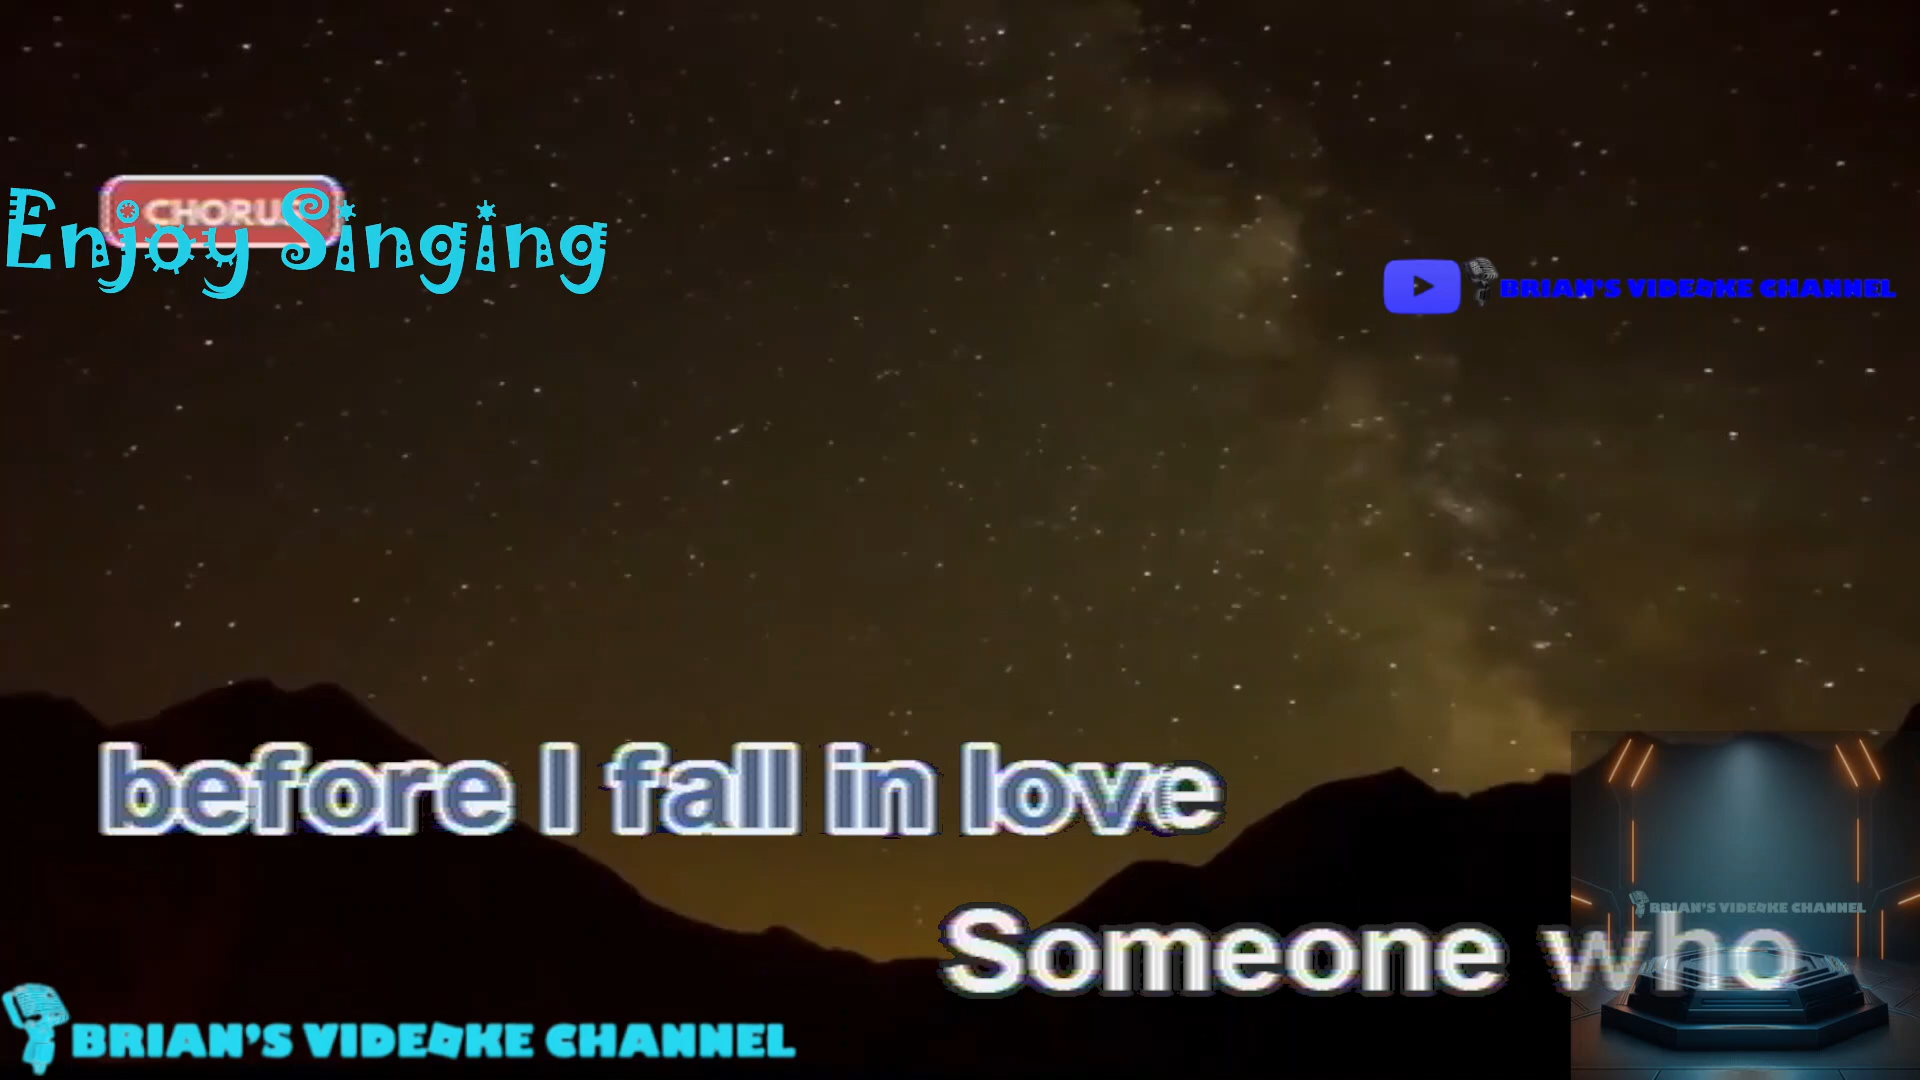 CHORUS
Enjoy Singing
BRIAN'S VIDEOKE CHANNEL
before I fall in love
BRIAN'S VIDEOKE CHANNEL
Someone who
BRIAN'S VIDEOKE CHANNEL